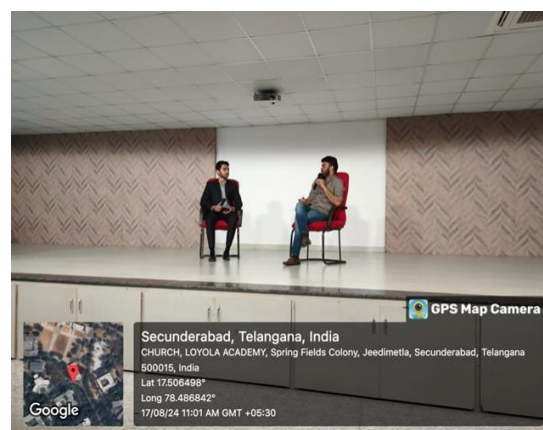 GPS Map Camera
Secunderabad, Telangana, India
CHURCH, LOYOLA ACADEMY, Spring Fields Colony, Jeedimetla, Secunderabad, Telangana
500015, India
Lat 17.506498°
Long 78.486842°
17/08/24 11:01 AM GMT +05:30
Google